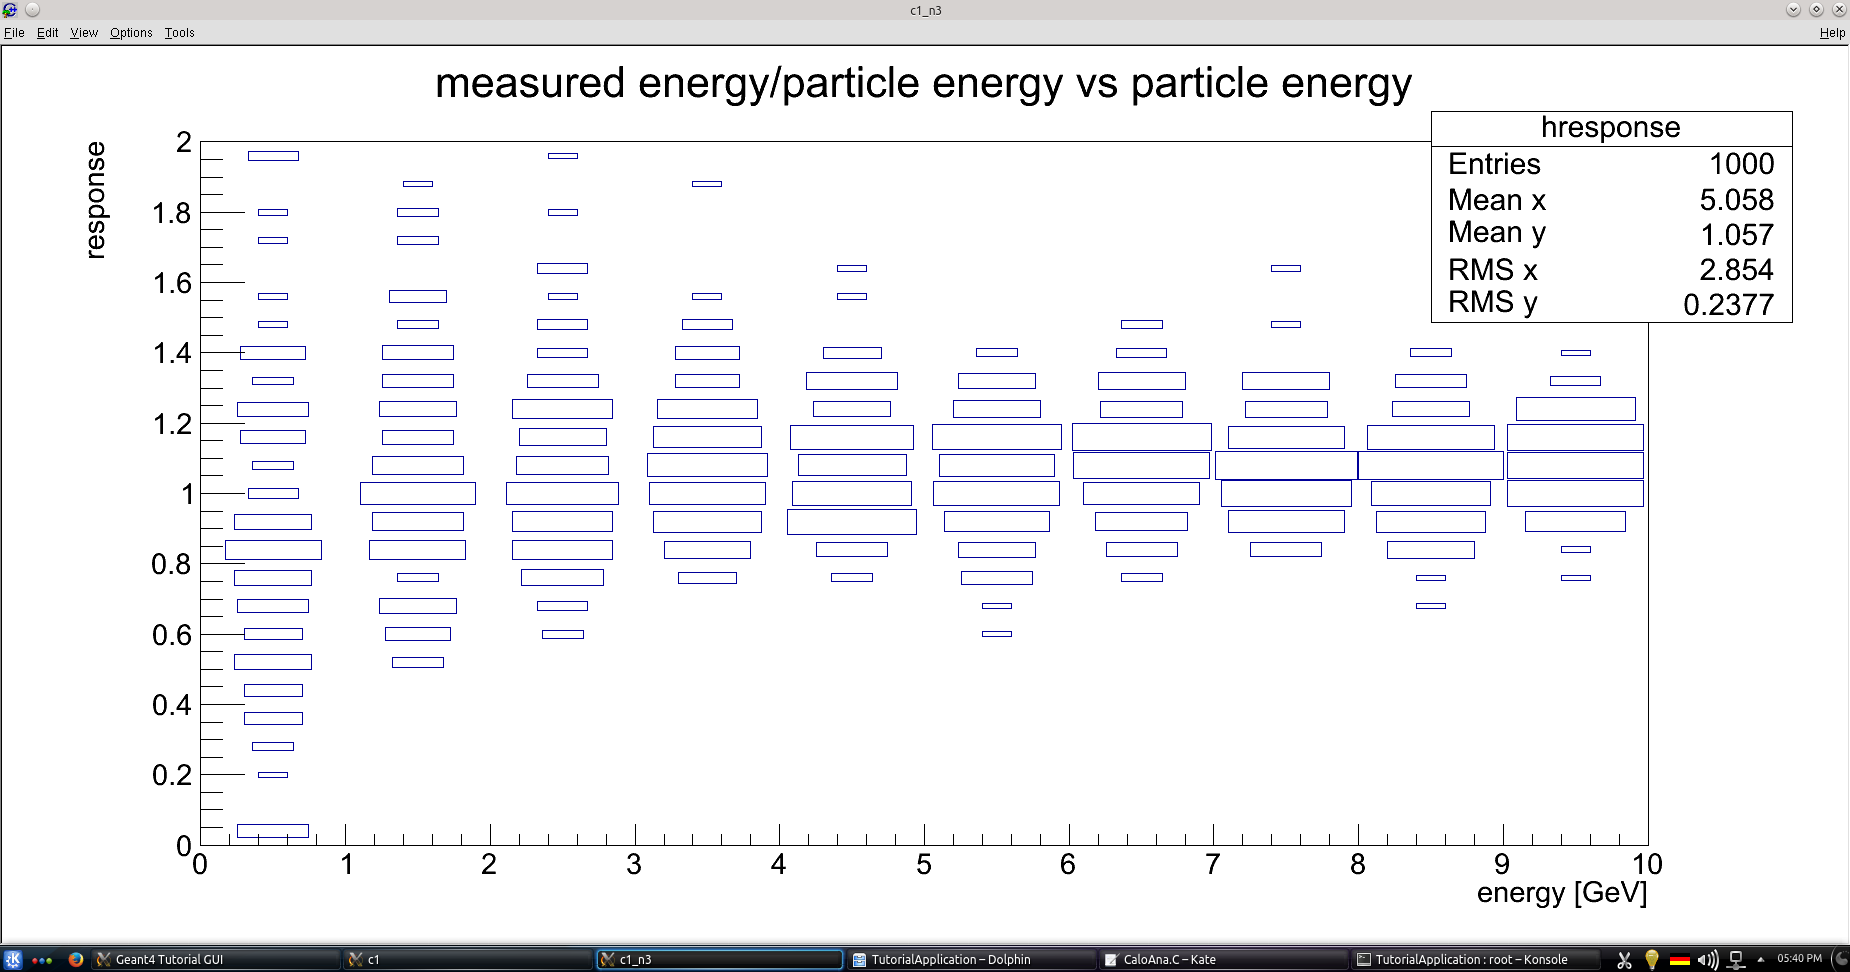 c1_n3
File Edit View Options Tools Help
measured energy/particle energy vs particle energy
hresponse
Entries 1000
Mean x 5.058
Mean y 1.057
RMS x 2.854
RMS y 0.2377
response
2
1.8
1.6
1.4
1.2
1
0.8
0.6
0.4
0.2
0
0 1 2 3 4 5 6 7 8 9 10
energy [GeV]
Geant4 Tutorial GUI c1 c1_n3 TutorialApplication – Dolphin CaloAna.C – Kate TutorialApplication : root – Konsole 05:40 PM